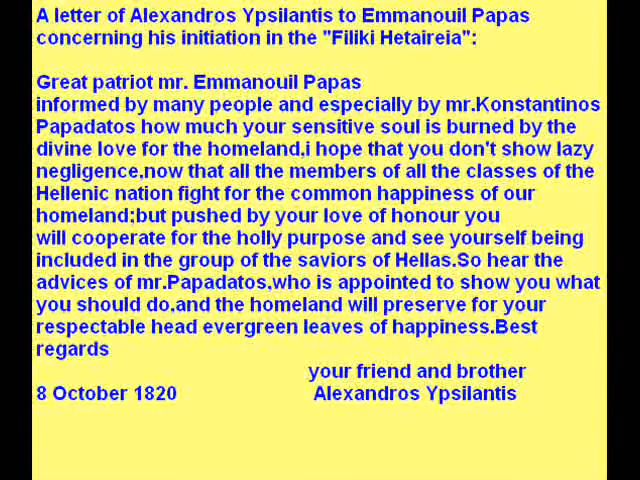 A letter of Alexandros Ypsilantis to Emmanouil Papas
concerning his initiation in the "Filiki Hetaireia":
Great patriot mr. Emmanouil Papas
informed by many people and especially by mr.Konstantinos
Papadatos how much your sensitive soul is burned by the
divine love for the homeland,i hope that you don't show lazy
negligence,now that all the members of all the classes of the
Hellenic nation fight for the common happiness of our
homeland;but pushed by your love of honour you
will cooperate for the holly purpose and see yourself being
included in the group of the saviors of Hellas.So hear the
advices of mr.Papadatos,who is appointed to show you what
you should do,and the homeland will preserve for your
respectable head evergreen leaves of happiness.Best
regards
your friend and brother
8 October 1820 Alexandros Ypsilantis